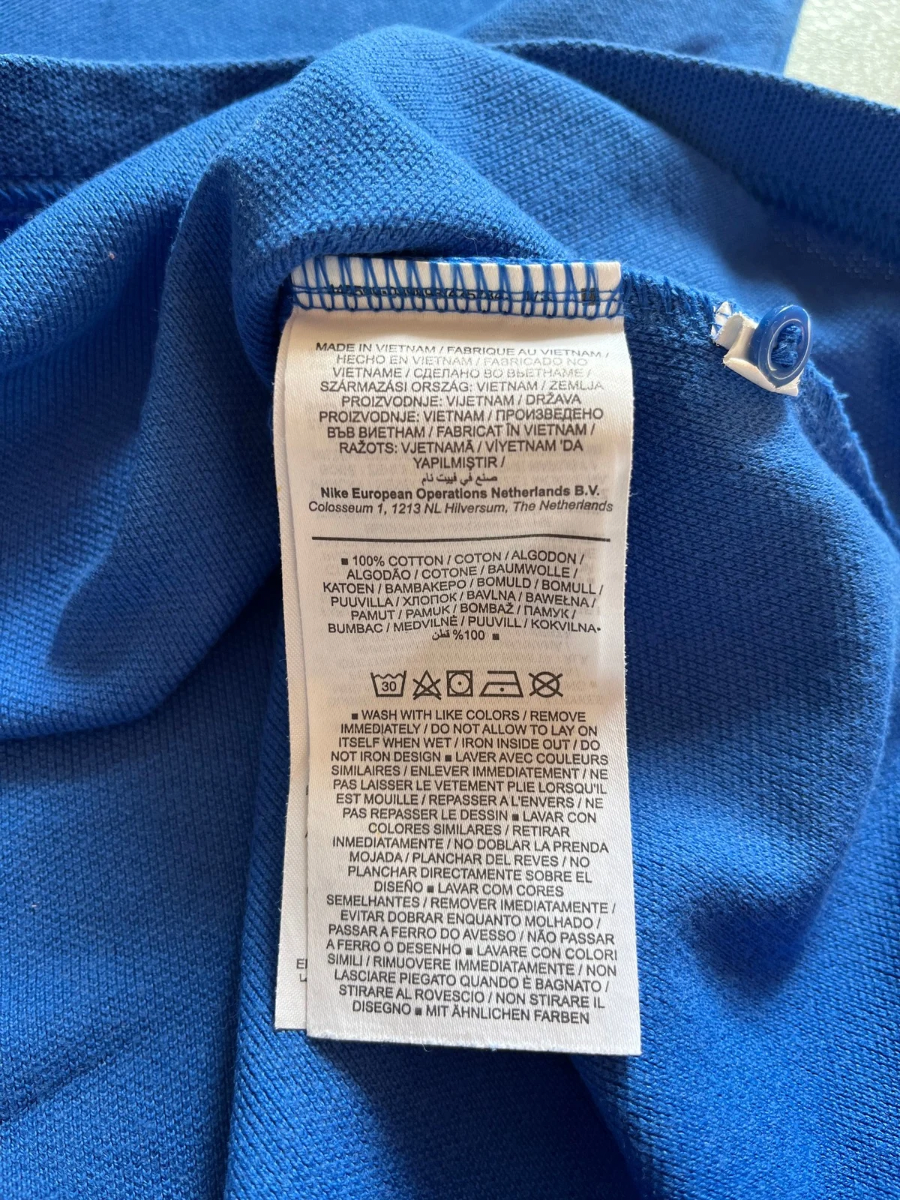 MADE IN VIETNAM / FABRIQUE AU VIETNAM /
HECHO EN VIETNAM / FABRICADO NO
VIETNAME / СДЕЛАНО ВО ВЬЕТНАМЕ /
SZÁRMAZÁSI ORSZÁG: VIETNAM / ZEMLJA
PROIZVODNJE: VIJETNAM / DRŽAVA
PROIZVODNJE: VIETNAM / ПРОИЗВЕДЕНО
ВЪВ ВИЕТНАМ / FABRICAT ÎN VIETNAM /
RAŽOTS: VJETNAMĀ / VİYETNAM 'DA
YAPILMIŞTIR /
صنع في فييت نام
Nike European Operations Netherlands B.V.
Colosseum 1, 1213 NL Hilversum, The Netherlands
■ 100% COTTON / COTON / ALGODON /
ALGODÃO / COTONE / BAUMWOLLE /
KATOEN / ΒΑΜΒΑΚΕΡΟ / BOMULD / BOMULL /
PUUVILLA / ХЛОПОК / BAVLNA / BAWEŁNA /
PAMUT / PAMUK / BOMBAŽ / ПАМУК /
BUMBAC / MEDVILNĖ / PUUVILL / KOKVILNA
■ %100 قطن
30
■ WASH WITH LIKE COLORS / REMOVE
IMMEDIATELY / DO NOT ALLOW TO LAY ON
ITSELF WHEN WET / IRON INSIDE OUT / DO
NOT IRON DESIGN ■ LAVER AVEC COULEURS
SIMILAIRES / ENLEVER IMMEDIATEMENT / NE
PAS LAISSER LE VETEMENT PLIE LORSQU'IL
EST MOUILLE / REPASSER A L'ENVERS / NE
PAS REPASSER LE DESSIN ■ LAVAR CON
COLORES SIMILARES / RETIRAR
INMEDIATAMENTE / NO DOBLAR LA PRENDA
MOJADA / PLANCHAR DEL REVES / NO
PLANCHAR DIRECTAMENTE SOBRE EL
DISEÑO ■ LAVAR COM CORES
SEMELHANTES / REMOVER IMEDIATAMENTE /
EVITAR DOBRAR ENQUANTO MOLHADO /
PASSAR A FERRO DO AVESSO / NÃO PASSAR
A FERRO O DESENHO ■ LAVARE CON COLORI
SIMILI / RIMUOVERE IMMEDIATAMENTE / NON
LASCIARE PIEGATO QUANDO È BAGNATO /
STIRARE AL ROVESCIO / NON STIRARE IL
DISEGNO ■ MIT ÄHNLICHEN FARBEN